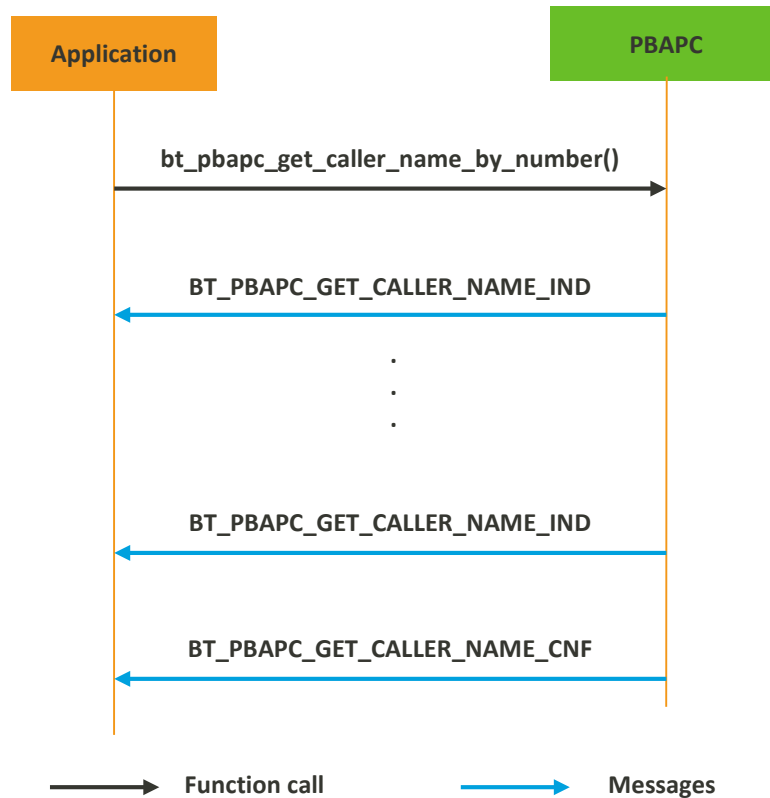 Application
PBAPC
bt_pbapc_get_caller_name_by_number()
BT_PBAPC_GET_CALLER_NAME_IND
.
.
.
BT_PBAPC_GET_CALLER_NAME_IND
BT_PBAPC_GET_CALLER_NAME_CNF
Function call
Messages